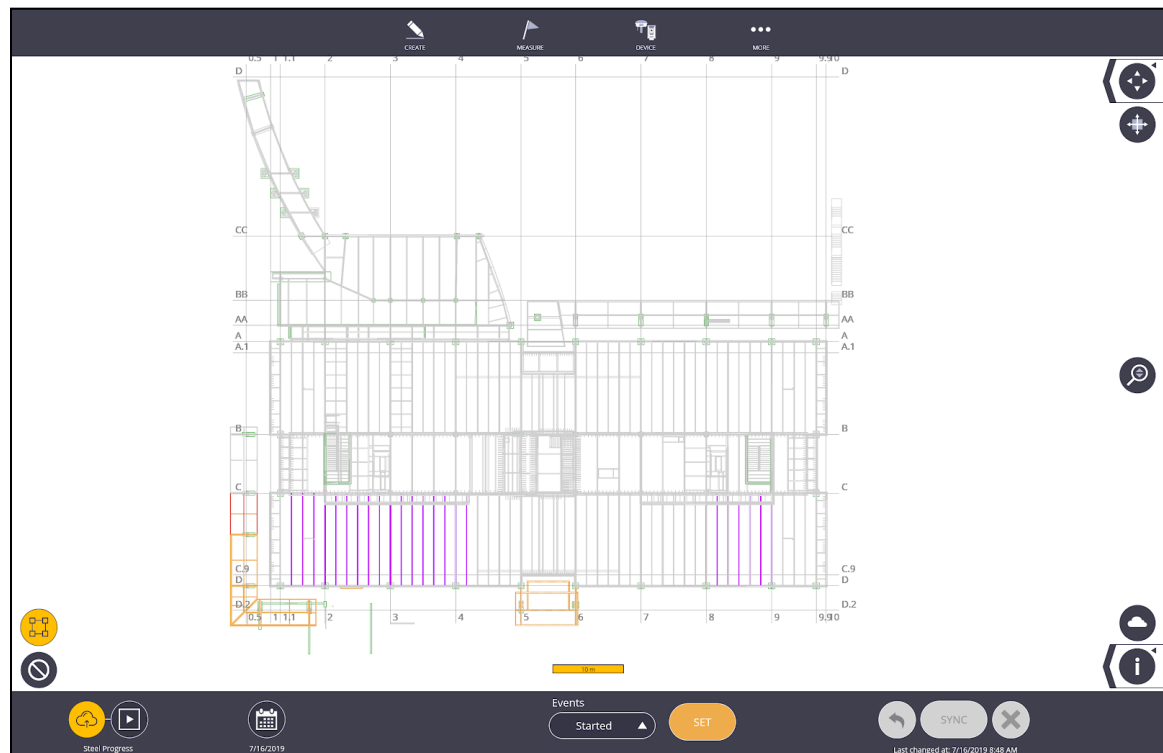 CREATE MEASURE DEVICE MORE
0.5 1 1.1 2 3 4 5 6 7 8 9 9.9 10
D D
CC CC
BB BB
AA AA
A A
A.1 A.1
B B
C C
C.9 C.9
D D
D.2 D.2
0.5 1 1.1 2 3 4 5 6 7 8 9 9.9 10
10 m
Events
Started SET SYNC
Steel Progress 7/16/2019 Last changed at: 7/16/2019 8:48 AM